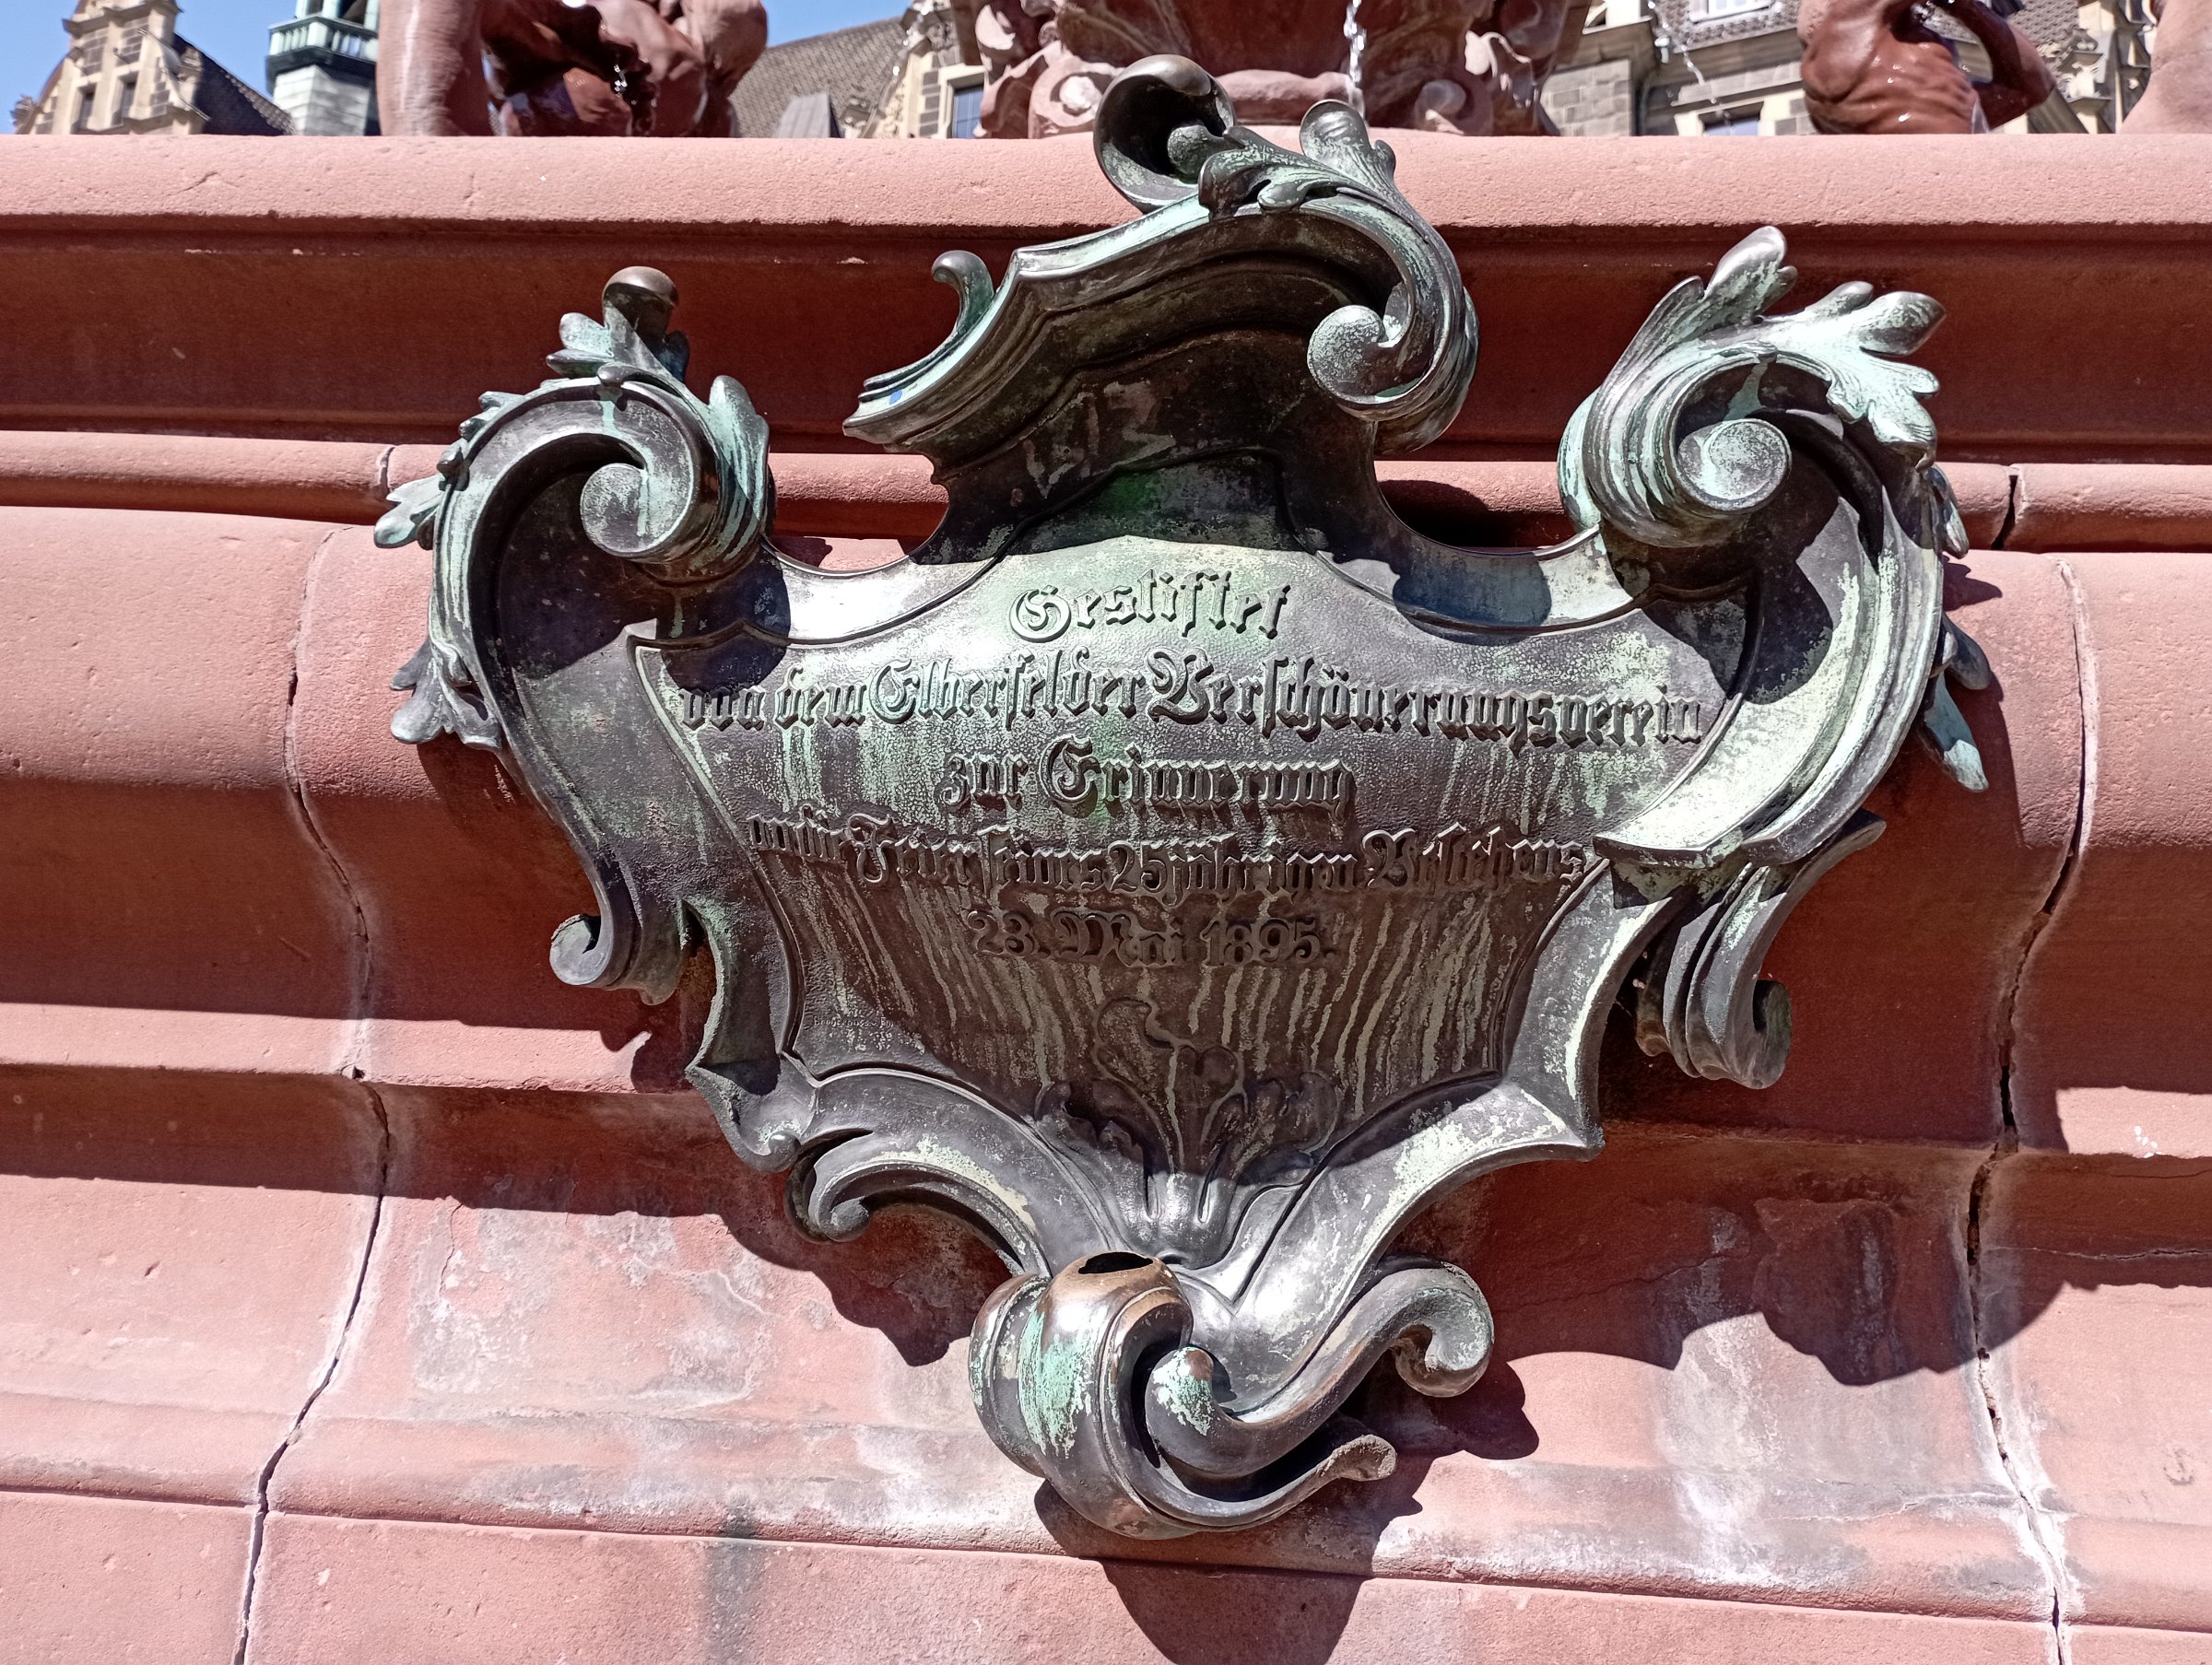 Gestiftet
von dem Elberfelder Verschönerungsverein
zur Erinnerung
an die Feier seines 25jährigen Bestehens
23. Mai 1895.